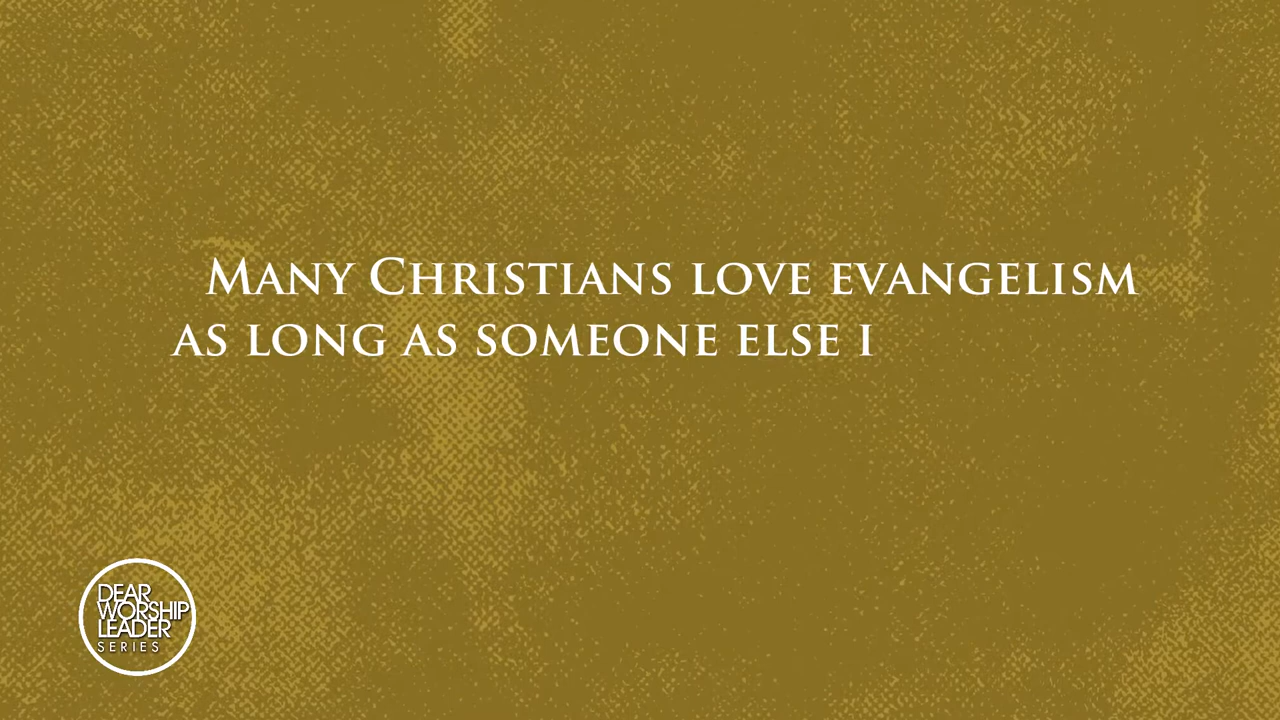 Many Christians love evangelism
as long as someone else i
DEAR
WORSHIP
LEADER
SERIES